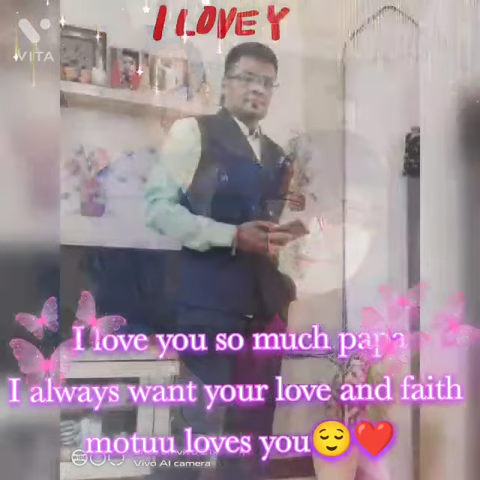 VITA
I LOVE Y
I love you so much papa
I always want your love and faith
motuu loves you😌❤️
Vivo AI camera